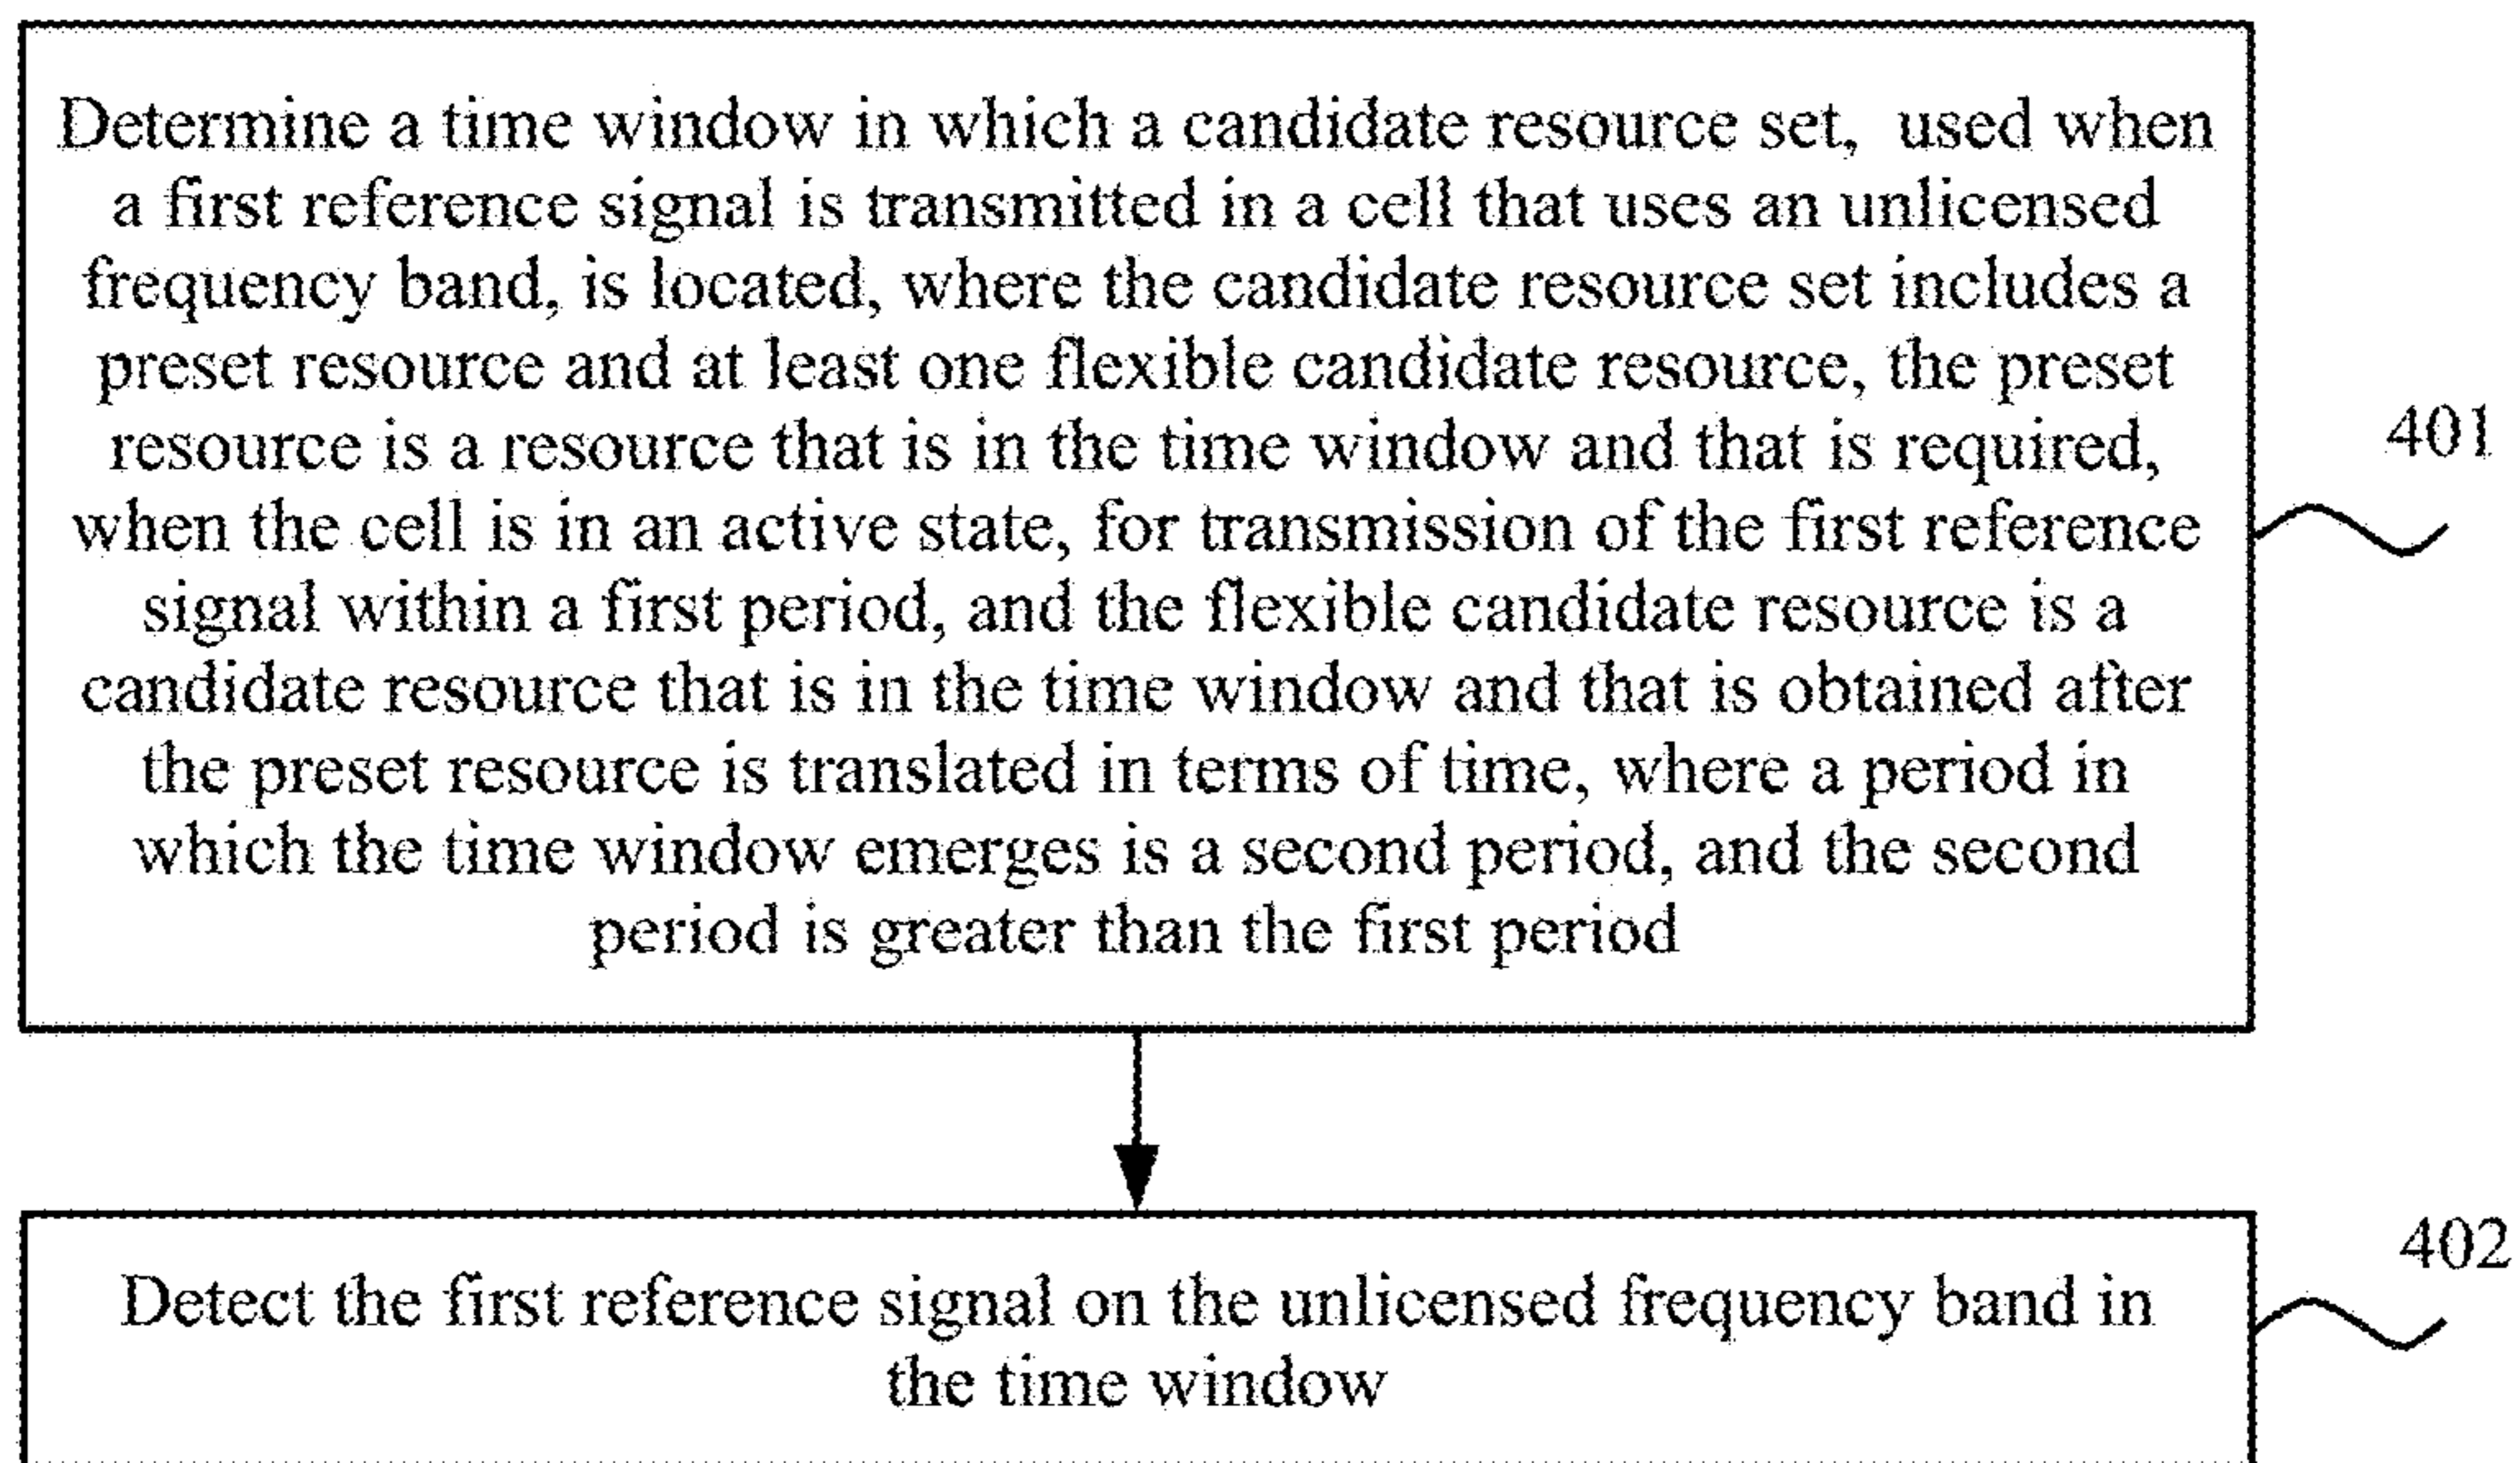 Determine a time window in which a candidate resource set, used when
a first reference signal is transmitted in a cell that uses an unlicensed
frequency band, is located, where the candidate resource set includes a
preset resource and at least one flexible candidate resource, the preset
resource is a resource that is in the time window and that is required,
when the cell is in an active state, for transmission of the first reference
signal within a first period, and the flexible candidate resource is a
candidate resource that is in the time window and that is obtained after
the preset resource is translated in terms of time, where a period in
which the time window emerges is a second period, and the second
period is greater than the first period
401
Detect the first reference signal on the unlicensed frequency band in
the time window
402